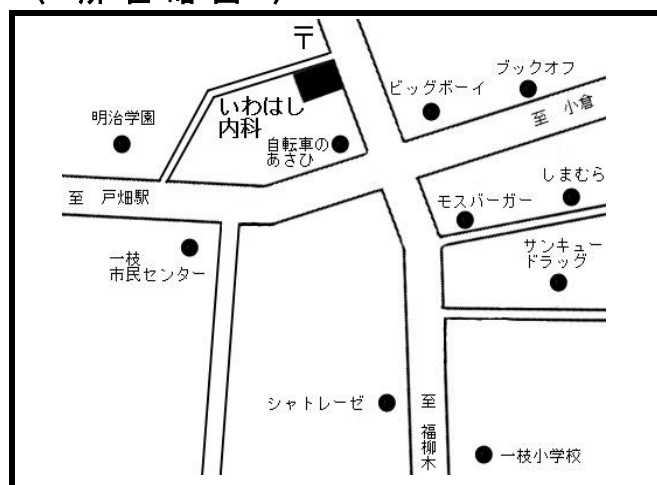 〒
ブックオフ
ビッグボーイ
至 小倉
いわはし
内科
明治学園
自転車の
あさひ
しまむら
至 戸畑駅
モスバーガー
サンキュー
ドラッグ
一枝
市民センター
シャトレーゼ
至 福柳木
一枝小学校